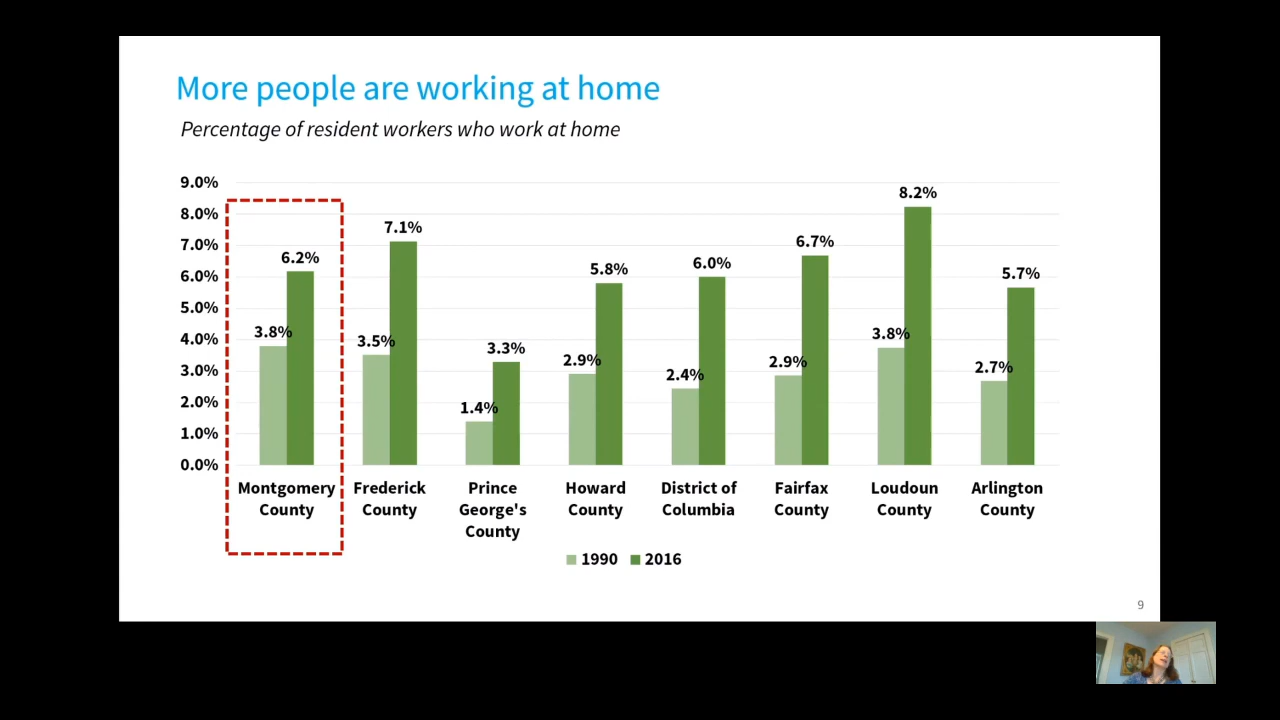 More people are working at home
Percentage of resident workers who work at home
9.0%
8.0%
7.0%
6.0%
5.0%
4.0%
3.0%
2.0%
1.0%
0.0%
3.8%
6.2%
3.5%
7.1%
1.4%
3.3%
2.9%
5.8%
2.4%
6.0%
2.9%
6.7%
3.8%
8.2%
2.7%
5.7%
Montgomery
County
Frederick
County
Prince
George's
County
Howard
County
District of
Columbia
Fairfax
County
Loudoun
County
Arlington
County
1990
2016
9